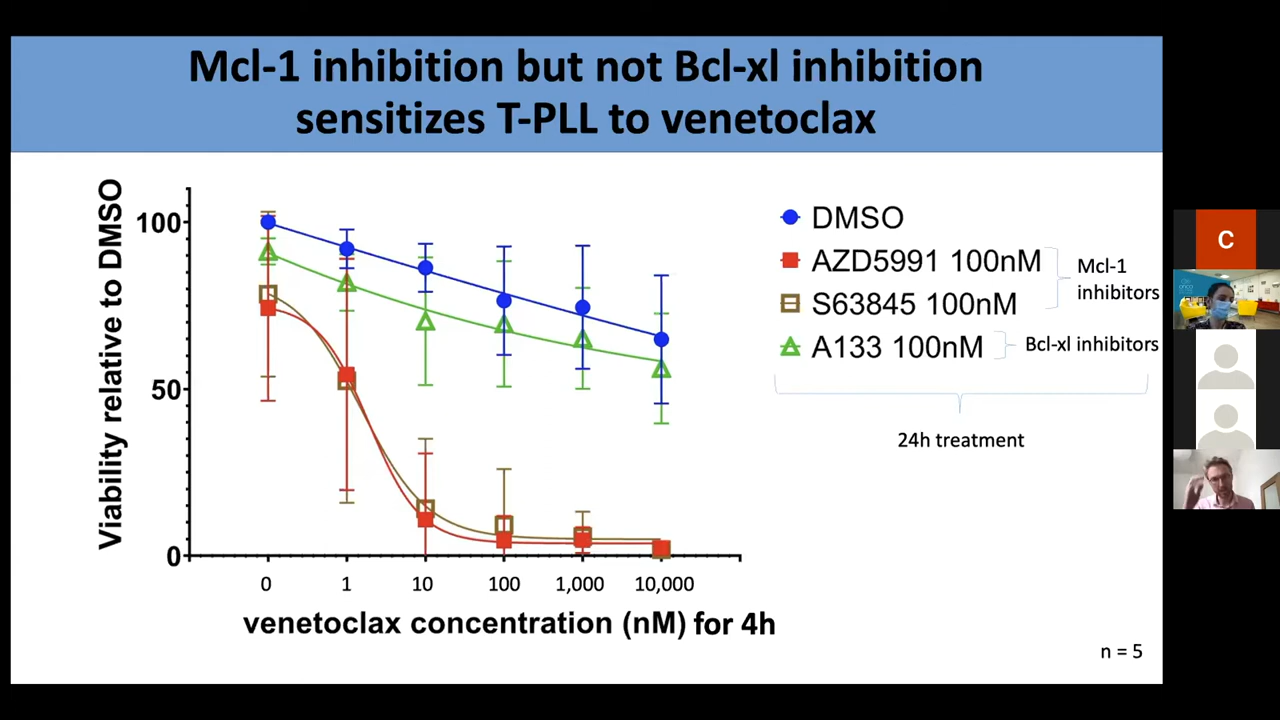 Mcl-1 inhibition but not Bcl-xl inhibition
sensitizes T-PLL to venetoclax
Viability relative to DMSO
100
50
0
0
1
10
100
1,000
10,000
venetoclax concentration (nM) for 4h
DMSO
AZD5991 100nM
S63845 100nM
A133 100nM
Mcl-1
inhibitors
Bcl-xl inhibitors
24h treatment
n = 5
C